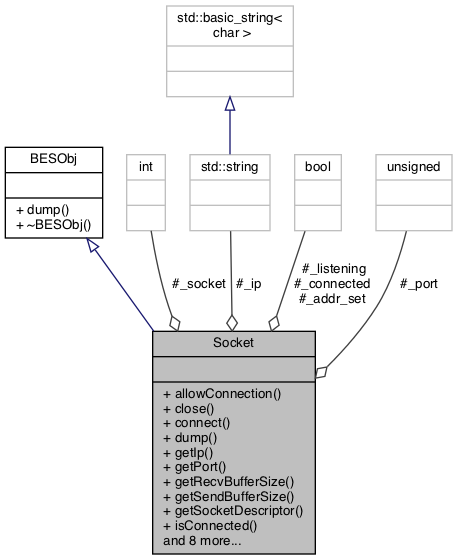 std::basic_string<
char >
BESObj
+ dump()
+ ~BESObj()
int
std::string
bool
unsigned
#_socket
#_ip
#_listening
#_connected
#_addr_set
#_port
Socket
+ allowConnection()
+ close()
+ connect()
+ dump()
+ getIp()
+ getPort()
+ getRecvBufferSize()
+ getSendBufferSize()
+ getSocketDescriptor()
+ isConnected()
and 8 more...